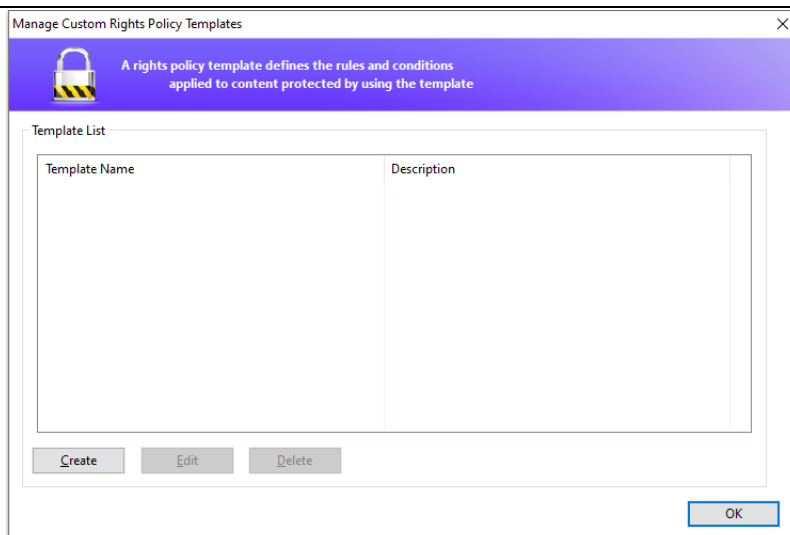 Manage Custom Rights Policy Templates
A rights policy template defines the rules and conditions
applied to content protected by using the template
Template List
Template Name Description
Create Edit Delete
OK